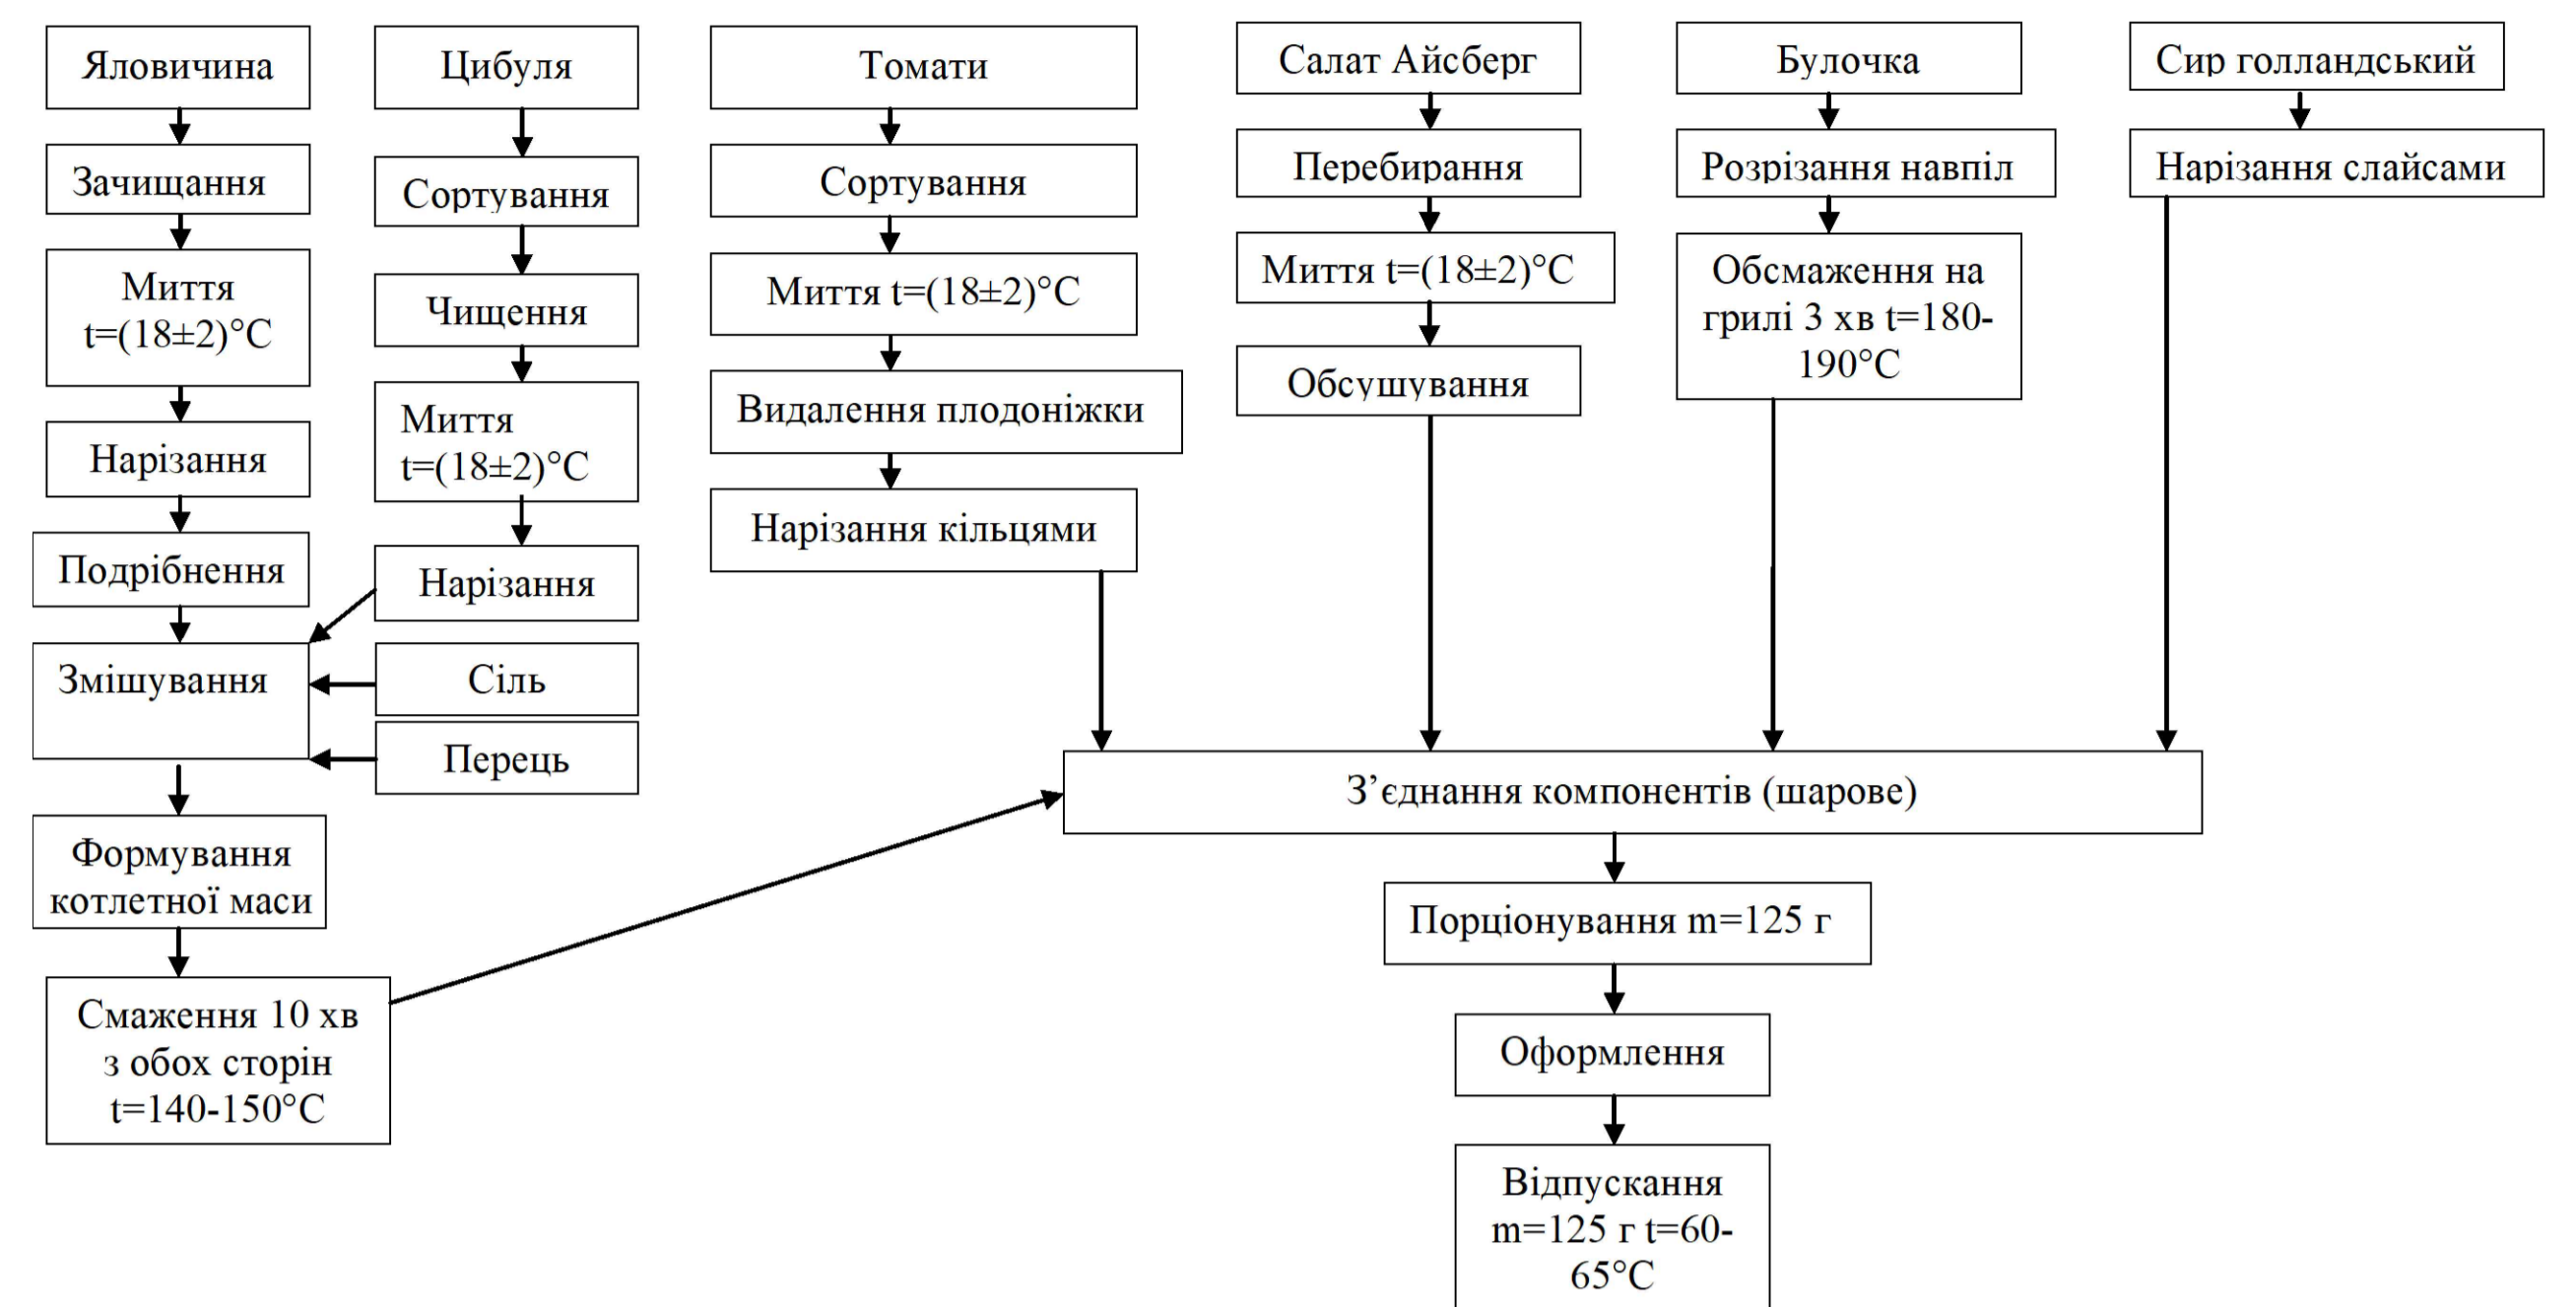 Яловичина
Зачищання
Миття
t=(18±2)°С
Нарізання
Подрібнення
Змішування
Формування
котлетної маси
Смаження 10 хв
з обох сторін
t=140-150°С
Цибуля
Сортування
Чищення
Миття
t=(18±2)°С
Нарізання
Сіль
Перець
Томати
Сортування
Миття t=(18±2)°С
Видалення плодоніжки
Нарізання кільцями
Салат Айсберг
Перебирання
Миття t=(18±2)°С
Обсушування
Булочка
Розрізання навпіл
Обсмаження на
грилі 3 хв t=180-
190°С
Сир голландський
Нарізання слайсами
З’єднання компонентів (шарове)
Порціонування m=125 г
Оформлення
Відпускання
m=125 г t=60-
65°С